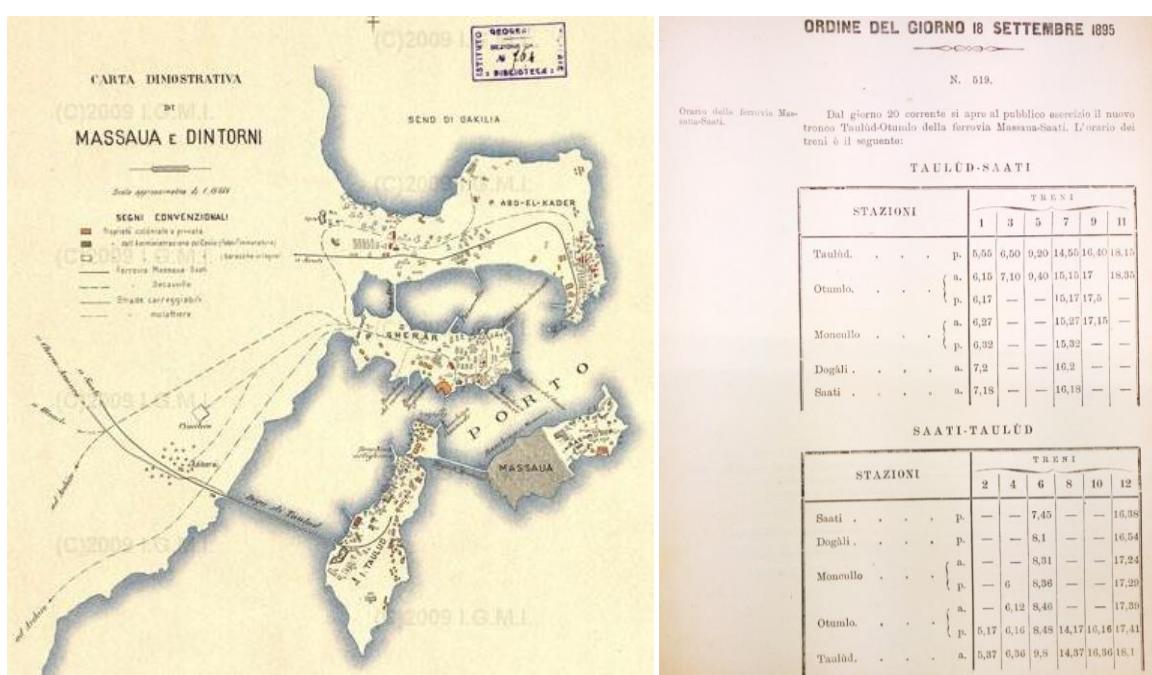 CARTA DIMOSTRATIVA
DI
MASSAUA E DINTORNI
SEGNI CONVENZIONALI
Proprietà coloniale o privata
Ferrovia Massaua Saati
Decauville
Strade carreggiabili
mulattiere
(C)2009 I.G.M.I.
ISTITUTO GEOGRAFICO
BIBLIOTECA
SENO DI DAKILIA
P. ABD-EL-KADER
GHERAR
PORTO
MASSAUA
I. TAULUD
Diga di Taulud
ORDINE DEL GIORNO 18 SETTEMBRE 1895
N. 519.
Orario della ferrovia Mas-
saua-Saati.
Dal giorno 20 corrente si apre al pubblico esercizio il nuovo
tronco Taulùd-Otumlo della ferrovia Massaua-Saati. L'orario dei
treni è il seguente:
TAULÙD-SAATI
STAZIONI TRENI
1 3 5 7 9 11
Taulùd. . . . p. 5,55 6,50 9,20 14,55 16,40 18,15
Otumlo. . . . a. 6,15 7,10 9,40 15,15 17 18,35
p. 6,17 — — 15,17 17,5 —
Moncullo . . . a. 6,27 — — 15,27 17,15 —
p. 6,32 — — 15,32 — —
Dogàli . . . . a. 7,2 — — 16,2 — —
Saati . . . . a. 7,18 — — 16,18 — —
SAATI-TAULÙD
STAZIONI TRENI
2 4 6 8 10 12
Saati . . . . p. — — 7,45 — — 16,38
Dogàli . . . . p. — — 8,1 — — 16,54
Moncullo . . . a. — — 8,31 — — 17,24
p. — 6 8,36 — — 17,29
Otumlo. . . . a. — 6,12 8,46 — — 17,39
p. 5,17 6,16 8,48 14,17 16,16 17,41
Taulùd. . . . a. 5,37 6,36 9,8 14,37 16,36 18,1